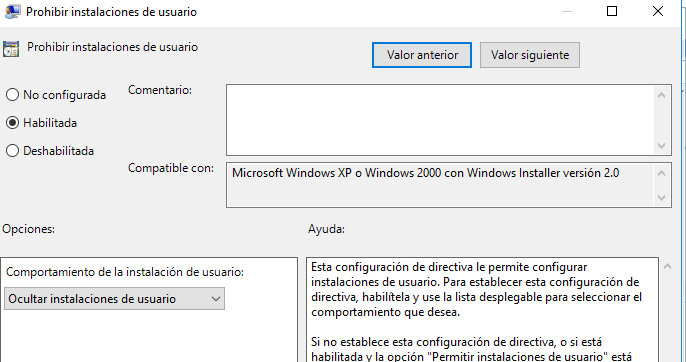 Prohibir instalaciones de usuario
Prohibir instalaciones de usuario
Valor anterior
Valor siguiente
No configurada
Habilitada
Deshabilitada
Comentario:
Compatible con:
Microsoft Windows XP o Windows 2000 con Windows Installer versión 2.0
Opciones:
Ayuda:
Comportamiento de la instalación de usuario:
Ocultar instalaciones de usuario
Esta configuración de directiva le permite configurar
instalaciones de usuario. Para establecer esta configuración de
directiva, habilítela y use la lista desplegable para seleccionar el
comportamiento que desea.
Si no establece esta configuración de directiva, o si está
habilitada y la opción "Permitir instalaciones de usuario" está